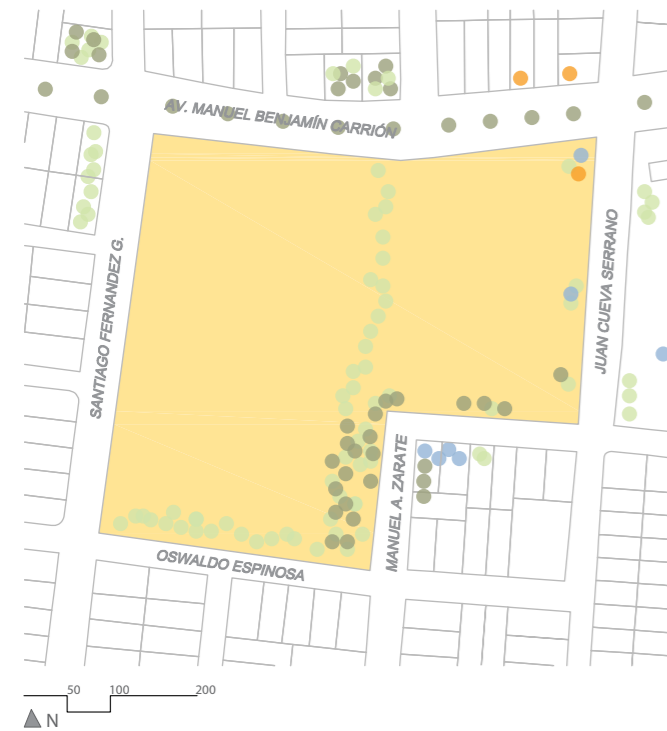 AV. MANUEL BENJAMÍN CARRIÓN
SANTIAGO FERNANDEZ G.
JUAN CUEVA SERRANO
MANUEL A. ZARATE
OSWALDO ESPINOSA
50 100 200
N